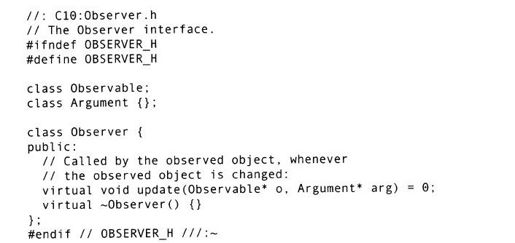 //: C10:Observer.h
// The Observer interface.
#ifndef OBSERVER_H
#define OBSERVER_H

class Observable;
class Argument {};

class Observer {
public:
  // Called by the observed object, whenever
  // the observed object is changed:
  virtual void update(Observable* o, Argument* arg) = 0;
  virtual ~Observer() {}
};
#endif // OBSERVER_H ///:~